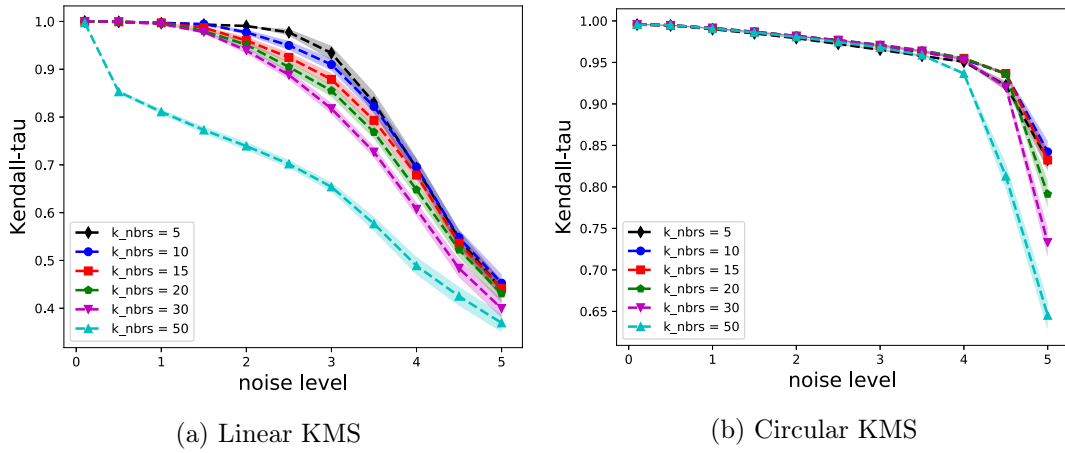 1.0
0.9
0.8
0.7
0.6
0.5
0.4
Kendall-tau
k_nbrs = 5
k_nbrs = 10
k_nbrs = 15
k_nbrs = 20
k_nbrs = 30
k_nbrs = 50
0 1 2 3 4 5
noise level
(a) Linear KMS
1.00
0.95
0.90
0.85
0.80
0.75
0.70
0.65
Kendall-tau
k_nbrs = 5
k_nbrs = 10
k_nbrs = 15
k_nbrs = 20
k_nbrs = 30
k_nbrs = 50
0 1 2 3 4 5
noise level
(b) Circular KMS